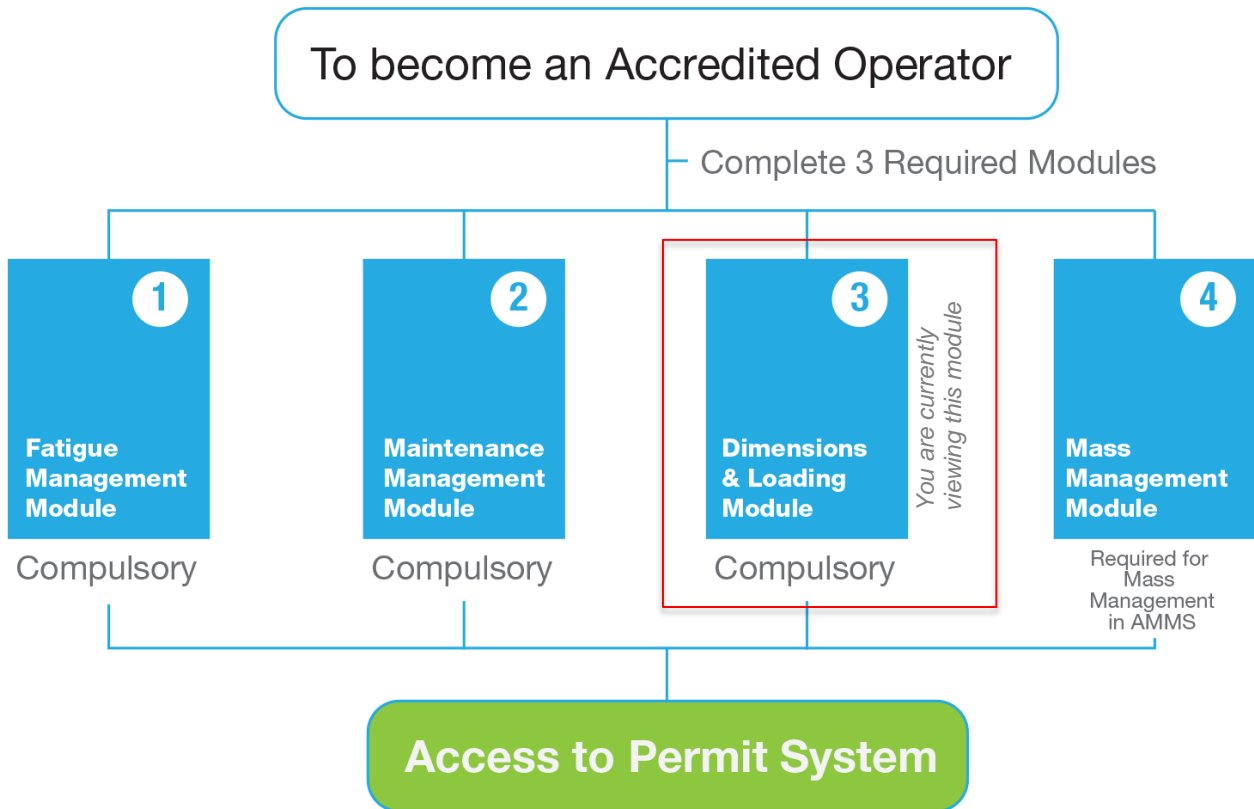 To become an Accredited Operator
Complete 3 Required Modules
1
Fatigue
Management
Module
Compulsory
2
Maintenance
Management
Module
Compulsory
3
Dimensions
& Loading
Module
You are currently
viewing this module
Compulsory
4
Mass
Management
Module
Required for
Mass
Management
in AMMS
Access to Permit System